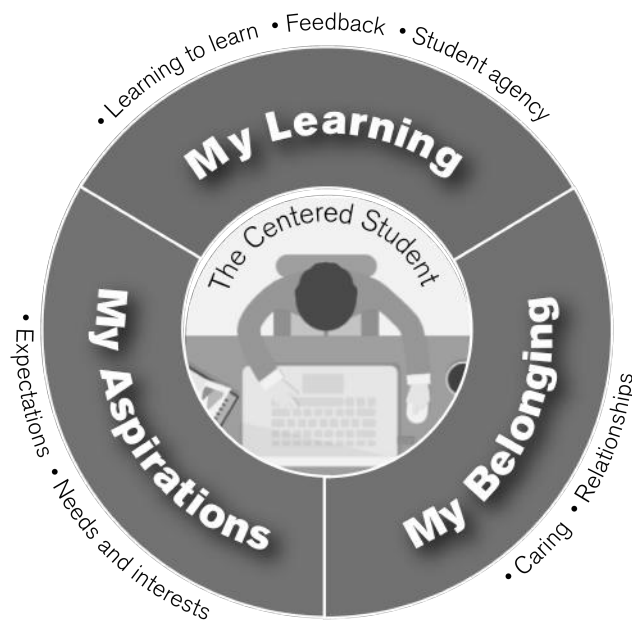 • Learning to learn • Feedback • Student agency
My Learning
The Centered Student
My Aspirations
• Expectations • Needs and interests
My Belonging
• Caring • Relationships